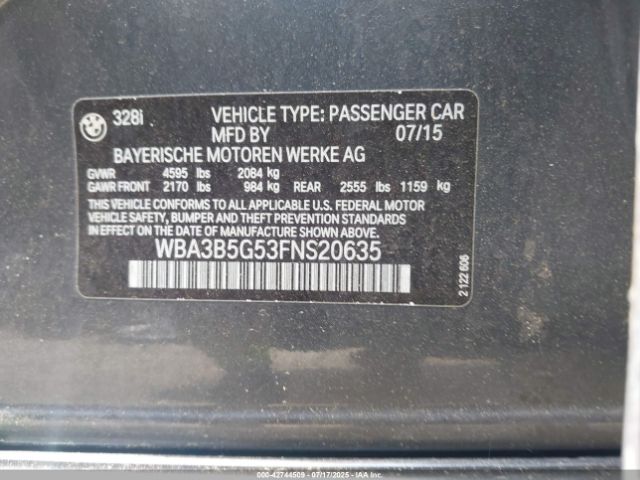 328i VEHICLE TYPE: PASSENGER CAR
MFD BY 07/15
BAYERISCHE MOTOREN WERKE AG
GVWR 4595 lbs 2084 kg
GAWR FRONT 2170 lbs 984 kg REAR 2555 lbs 1159 kg
THIS VEHICLE CONFORMS TO ALL APPLICABLE U.S. FEDERAL MOTOR
VEHICLE SAFETY, BUMPER AND THEFT PREVENTION STANDARDS
IN EFFECT ON THE DATE OF MANUFACTURE SHOWN ABOVE.
WBA3B5G53FNS20635
2 122 606
000-42744509 - 07/17/2025 - IAAI.COM